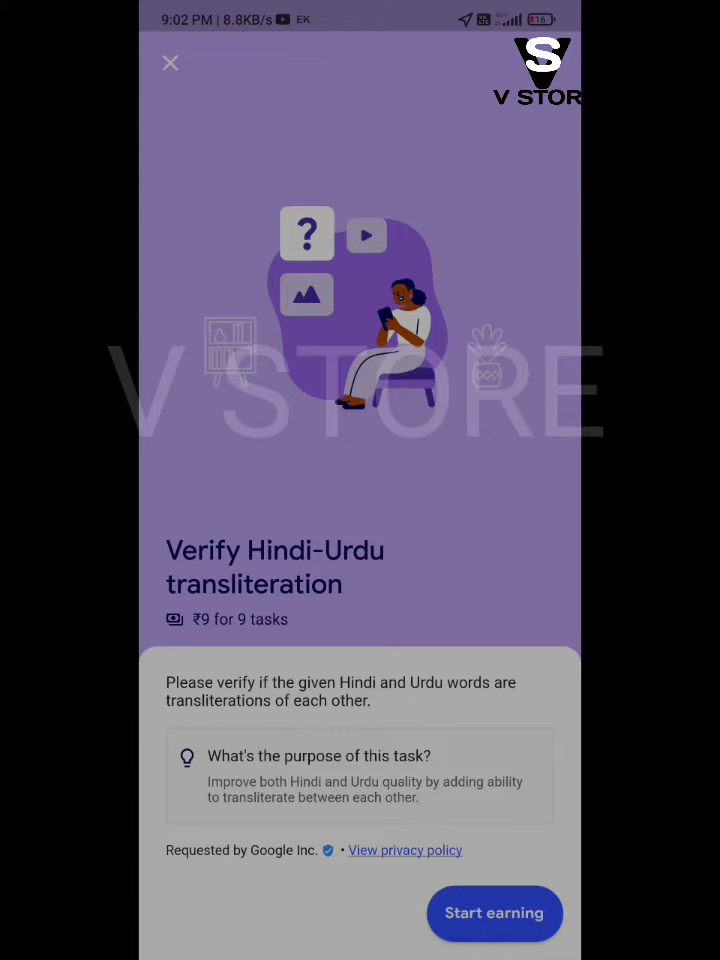 9:02 PM | 8.8KB/s EK
16
S
V STOR
?
V STORE
Verify Hindi-Urdu
transliteration
₹9 for 9 tasks
Please verify if the given Hindi and Urdu words are
transliterations of each other.
What's the purpose of this task?
Improve both Hindi and Urdu quality by adding ability
to transliterate between each other.
Requested by Google Inc. • View privacy policy
Start earning